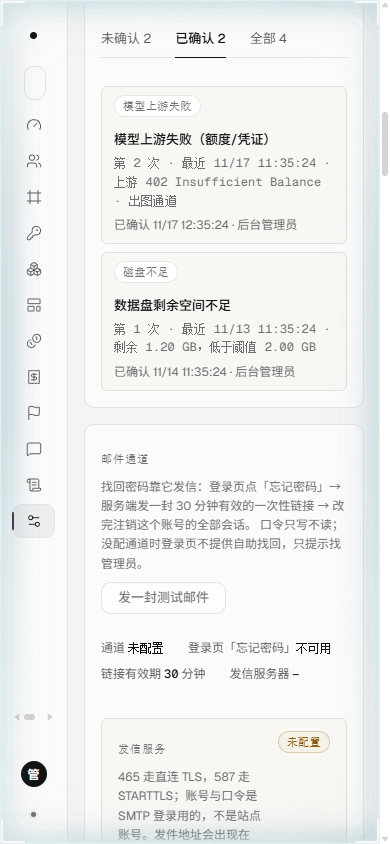 未确认 2 已确认 2 全部 4
模型上游失败
模型上游失败（额度/凭证）
第 2 次 · 最近 11/17 11:35:24 ·
上游 402 Insufficient Balance
· 出图通道
已确认 11/17 12:35:24 · 后台管理员
磁盘不足
数据盘剩余空间不足
第 1 次 · 最近 11/13 11:35:24 ·
剩余 1.20 GB，低于阈值 2.00 GB
已确认 11/14 11:35:24 · 后台管理员
邮件通道
找回密码靠它发信：登录页点「忘记密码」→
服务端发一封 30 分钟有效的一次性链接 → 改
完注销这个账号的全部会话。 口令只写不读；
没配通道时登录页不提供自助找回，只提示找
管理员。
发一封测试邮件
通道 未配置 登录页「忘记密码」不可用
链接有效期 30 分钟 发信服务器 –
发信服务 未配置
465 走直连 TLS，587 走
STARTTLS；账号与口令是
SMTP 登录用的，不是站点
账号。发件地址会出现在
管